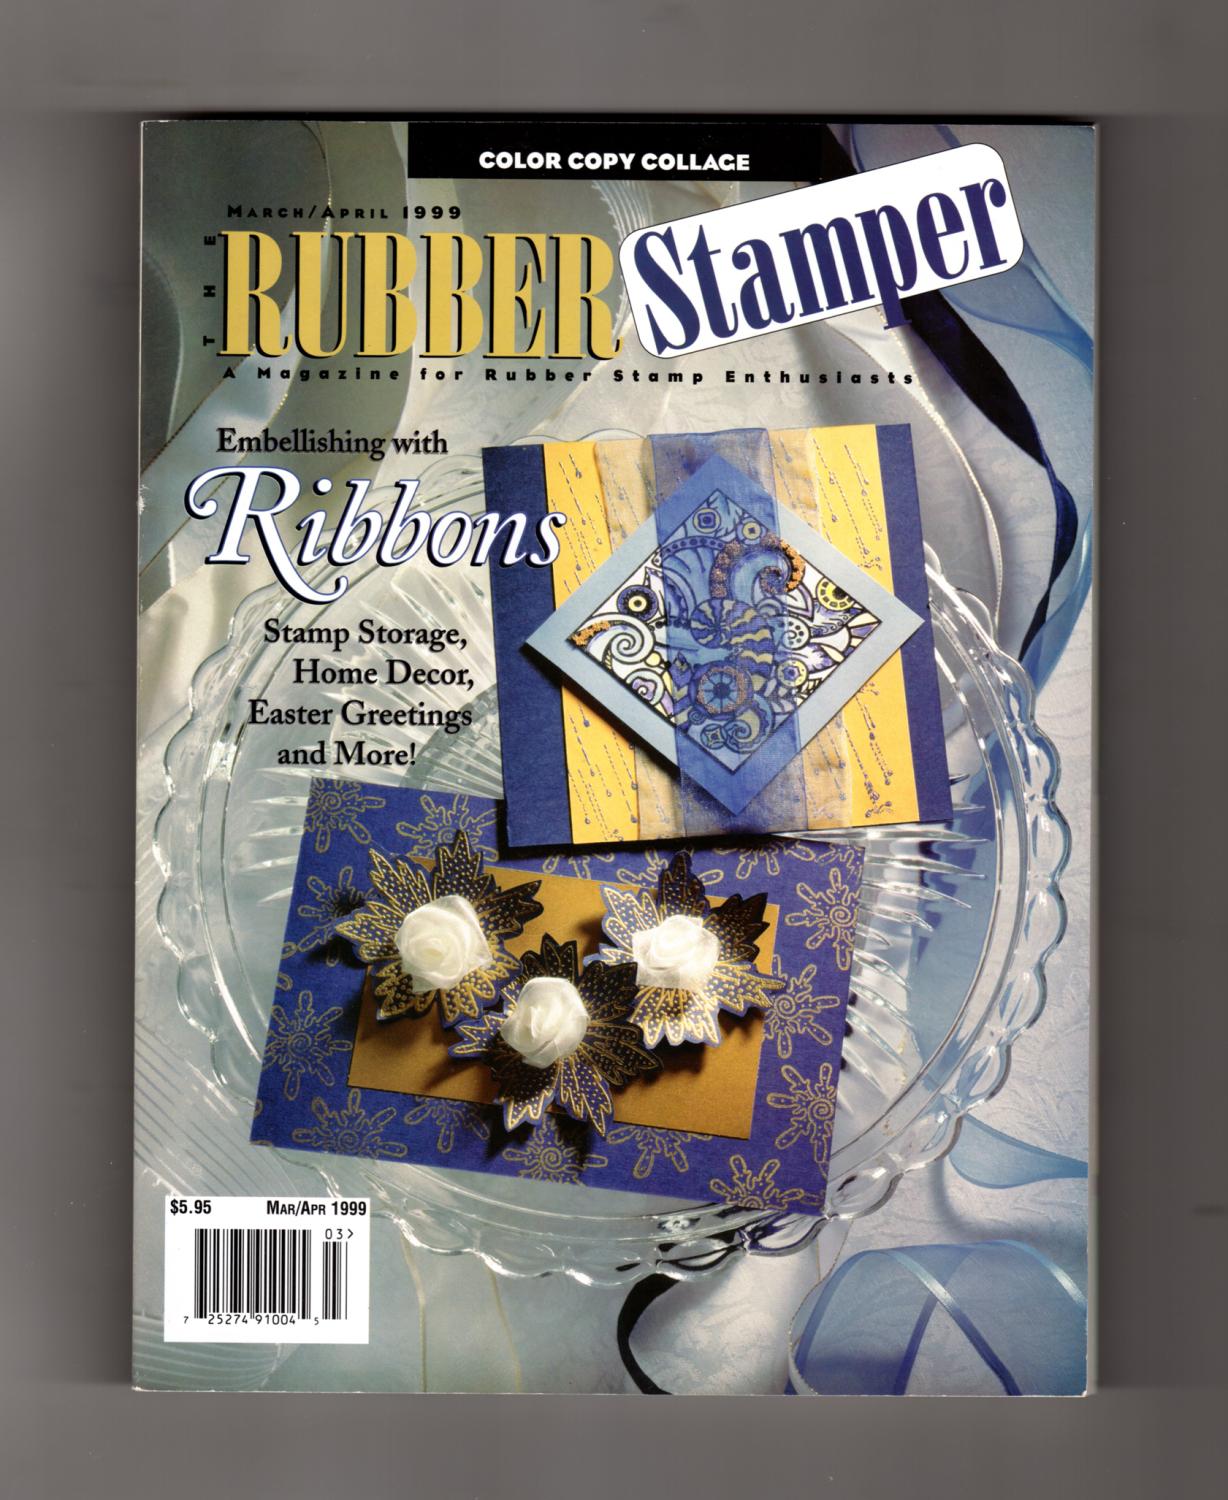 COLOR COPY COLLAGE
March/April 1999
THE
RUBBER Stamper
A Magazine for Rubber Stamp Enthusiasts
Embellishing with
Ribbons
Stamp Storage,
Home Decor,
Easter Greetings
and More!
$5.95 Mar/Apr 1999
03>
7 25274 91004 5